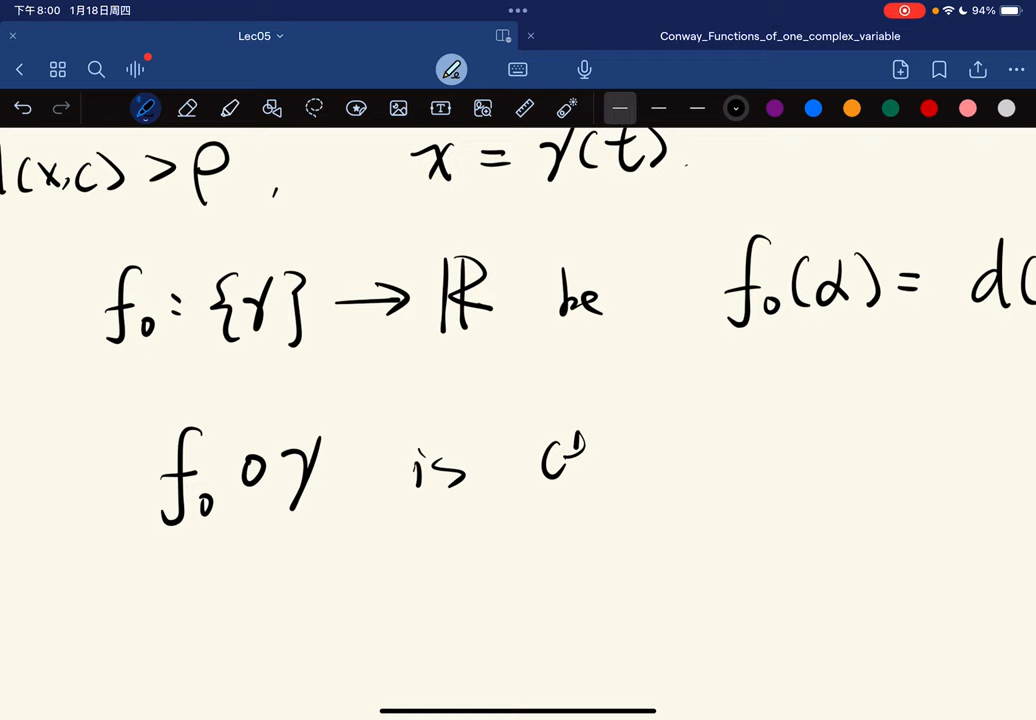 下午8:00 1月18日周四
94%
Lec05
Conway_Functions_of_one_complex_variable
d(x,c) > ρ, x = γ(t).
f₀ : {γ} → ℝ be f₀(α) = d(
f₀ ∘ γ is